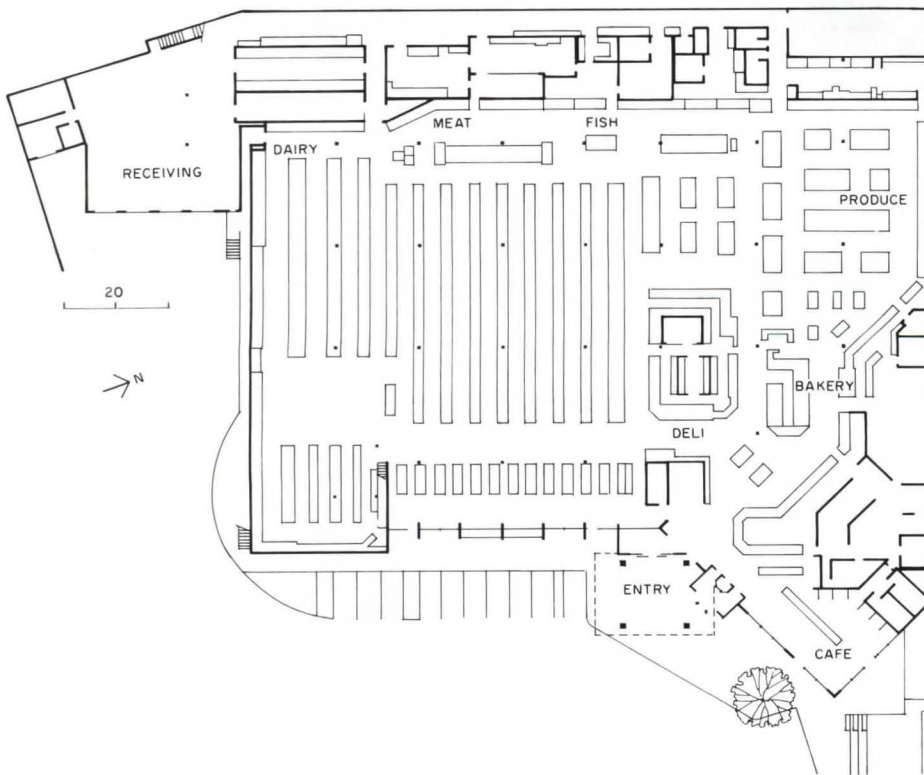 MEAT
FISH
DAIRY
RECEIVING
PRODUCE
20
N
BAKERY
DELI
ENTRY
CAFE